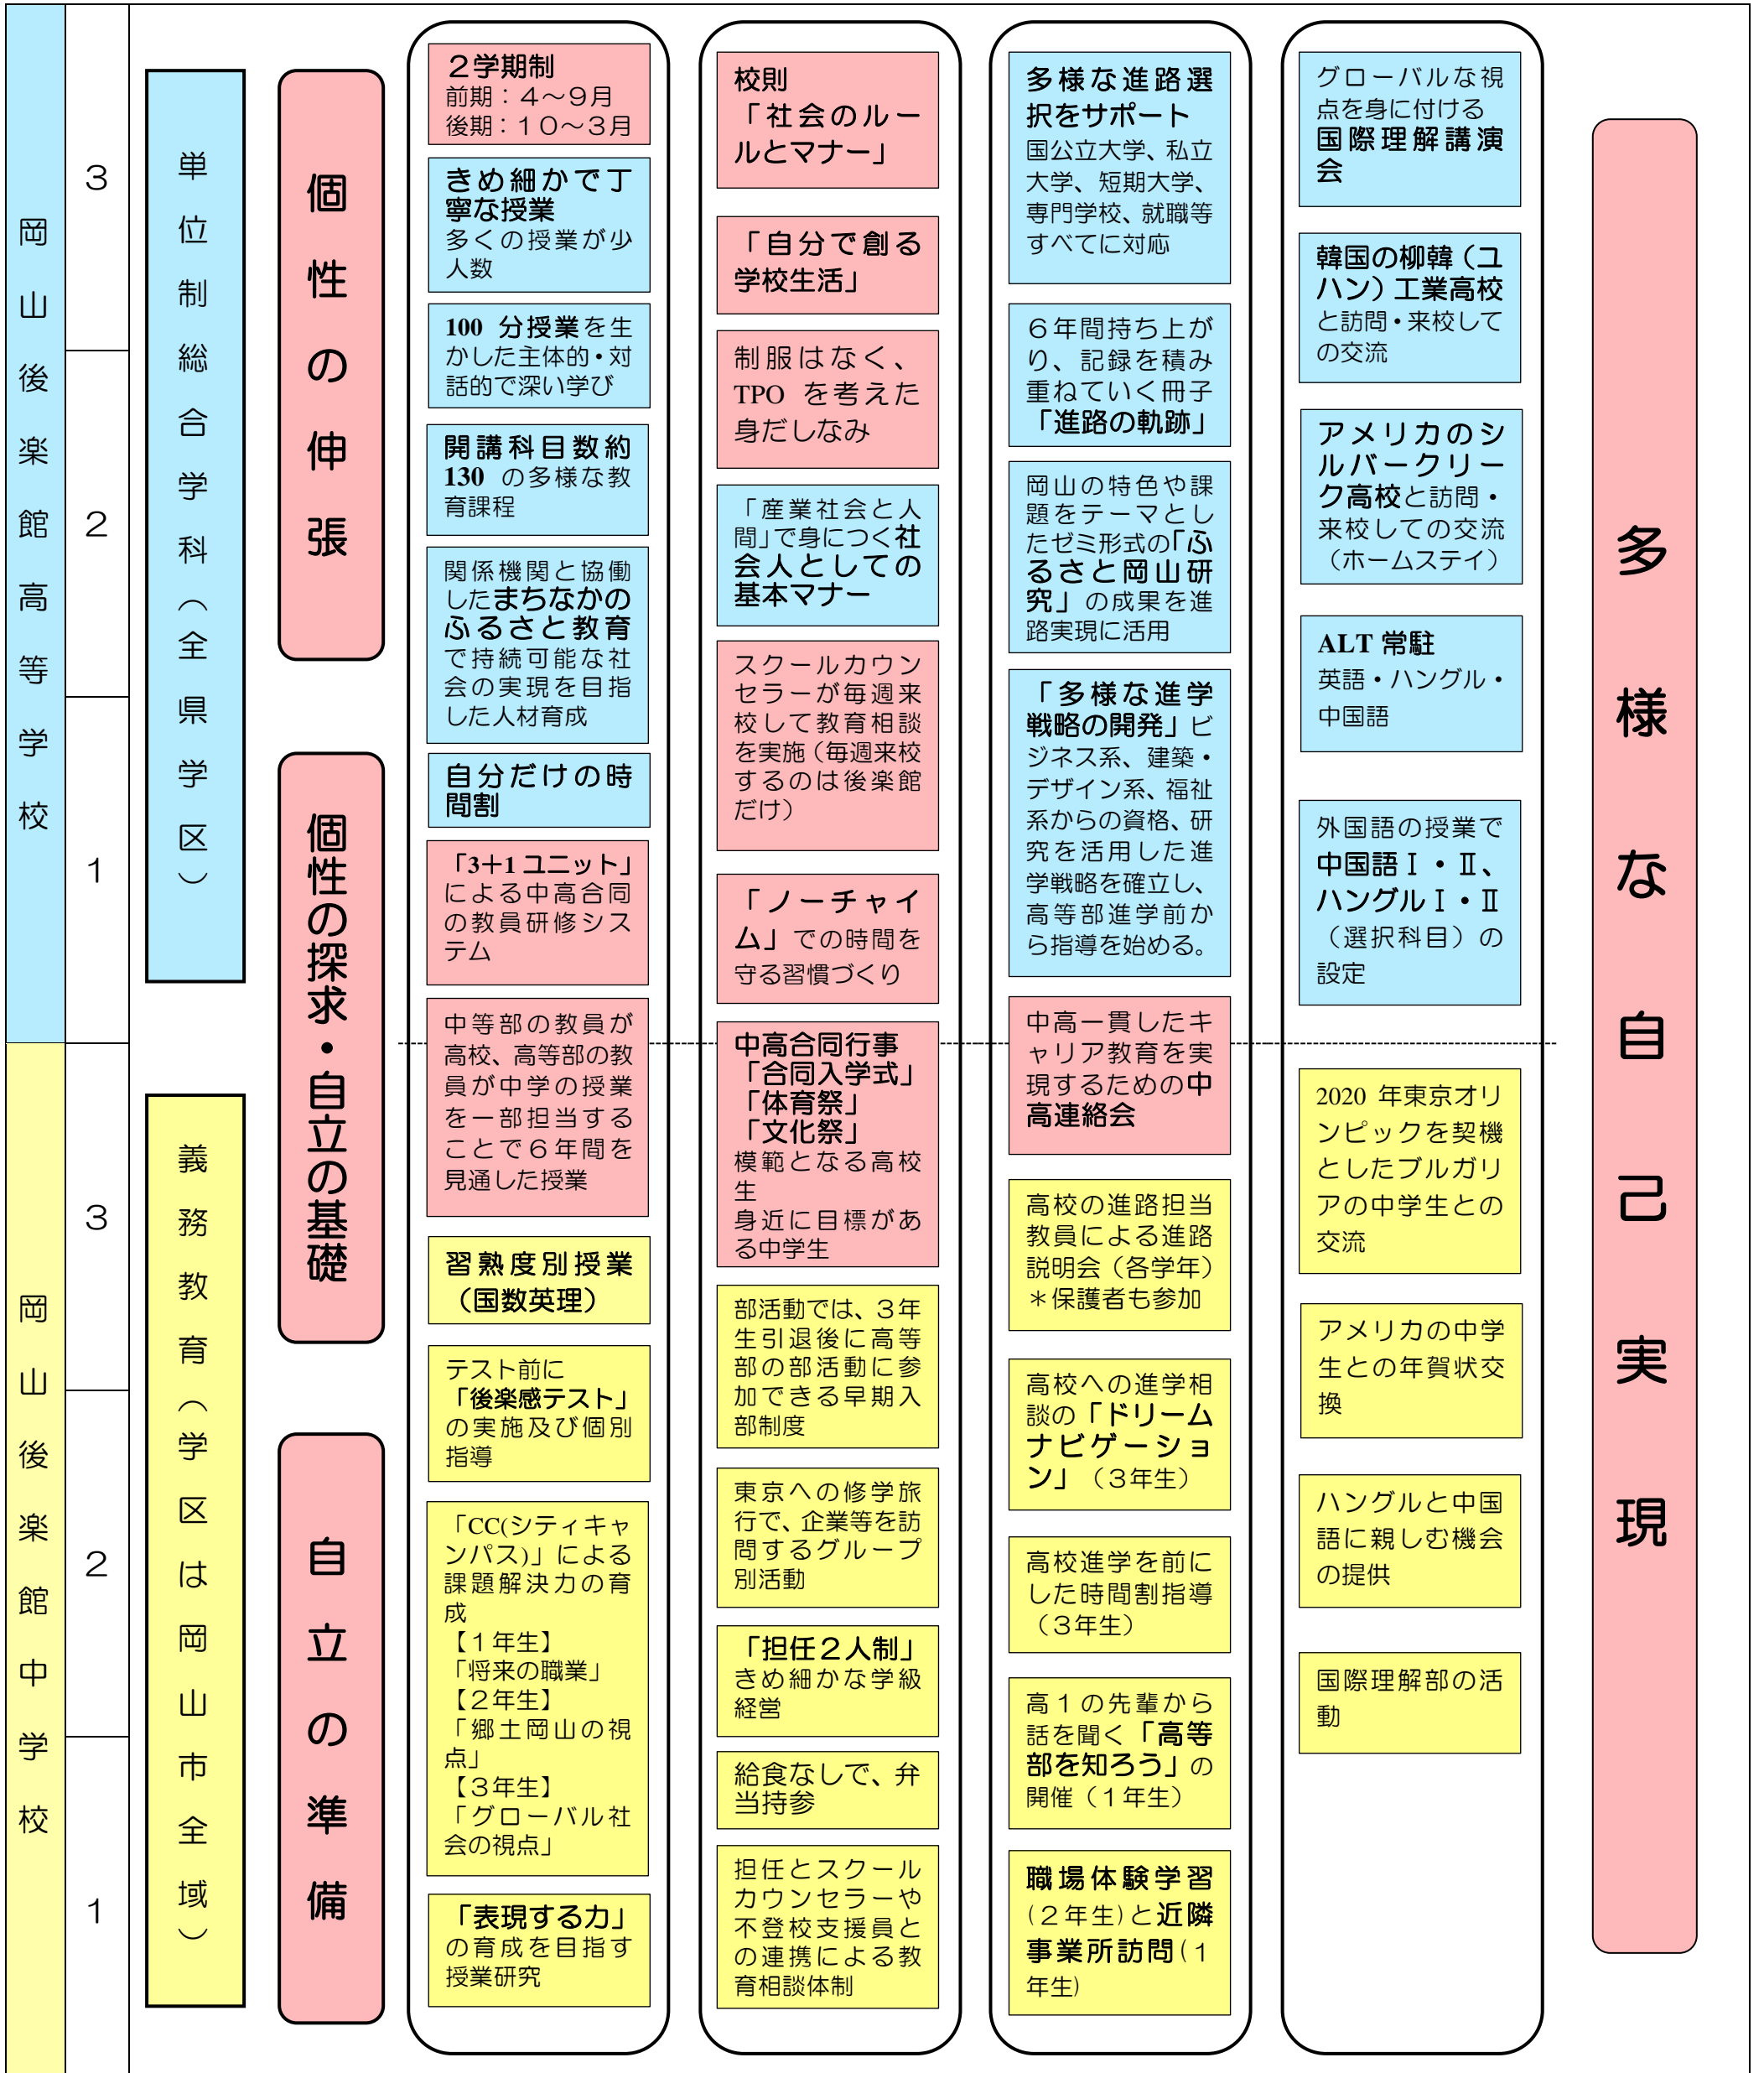 岡山後楽館高等学校
3
2
1
岡山後楽館中学校
3
2
1
単位制総合学科（全県学区）
義務教育（学区は岡山市全域）
個性の伸張
個性の探求・自立の基礎
自立の準備
２学期制
前期：４～９月
後期：１０～３月
きめ細かで丁
寧な授業
多くの授業が少
人数
100 分授業を生
かした主体的・対
話的で深い学び
開講科目数約
130 の多様な教
育課程
関係機関と協働
したまちなかの
ふるさと教育
で持続可能な社
会の実現を目指
した人材育成
自分だけの時
間割
「3＋1 ユニット」
による中高合同
の教員研修シス
テム
中等部の教員が
高校、高等部の教
員が中学の授業
を一部担当する
ことで６年間を
見通した授業
習熟度別授業
（国数英理）
テスト前に
「後楽感テスト」
の実施及び個別
指導
「CC(シティキャ
ンパス)」による
課題解決力の育
成
【１年生】
「将来の職業」
【２年生】
「郷土岡山の視
点」
【３年生】
「グローバル社
会の視点」
「表現する力」
の育成を目指す
授業研究
校則
「社会のルー
ルとマナー」
「自分で創る
学校生活」
制服はなく、
TPO を考えた
身だしなみ
「産業社会と人
間」で身につく社
会人としての
基本マナー
スクールカウン
セラーが毎週来
校して教育相談
を実施（毎週来校
するのは後楽館
だけ）
「ノーチャイ
ム」での時間を
守る習慣づくり
中高合同行事
「合同入学式」
「体育祭」
「文化祭」
模範となる高校
生
身近に目標があ
る中学生
部活動では、３年
生引退後に高等
部の部活動に参
加できる早期入
部制度
東京への修学旅
行で、企業等を訪
問するグループ
別活動
「担任２人制」
きめ細かな学級
経営
給食なしで、弁
当持参
担任とスクール
カウンセラーや
不登校支援員と
の連携による教
育相談体制
多様な進路選
択をサポート
国公立大学、私立
大学、短期大学、
専門学校、就職等
すべてに対応
６年間持ち上が
り、記録を積み
重ねていく冊子
「進路の軌跡」
岡山の特色や課
題をテーマとし
たゼミ形式の「ふ
るさと岡山研
究」の成果を進
路実現に活用
「多様な進学
戦略の開発」ビ
ジネス系、建築・
デザイン系、福祉
系からの資格、研
究を活用した進
学戦略を確立し、
高等部進学前か
ら指導を始める。
中高一貫したキ
ャリア教育を実
現するための中
高連絡会
高校の進路担当
教員による進路
説明会（各学年）
＊保護者も参加
高校への進学相
談の「ドリーム
ナビゲーショ
ン」（３年生）
高校進学を前に
した時間割指導
（３年生）
高１の先輩から
話を聞く「高等
部を知ろう」の
開催（１年生）
職場体験学習
(２年生)と近隣
事業所訪問(１
年生)
グローバルな視
点を身に付ける
国際理解講演
会
韓国の柳韓（ユ
ハン）工業高校
と訪問・来校して
の交流
アメリカのシ
ルバークリー
ク高校と訪問・
来校しての交流
（ホームステイ）
ALT 常駐
英語・ハングル・
中国語
外国語の授業で
中国語Ⅰ・Ⅱ、
ハングルⅠ・Ⅱ
（選択科目）の
設定
2020 年東京オリ
ンピックを契機
としたブルガリ
アの中学生との
交流
アメリカの中学
生との年賀状交
換
ハングルと中国
語に親しむ機会
の提供
国際理解部の活
動
多様な自己実現